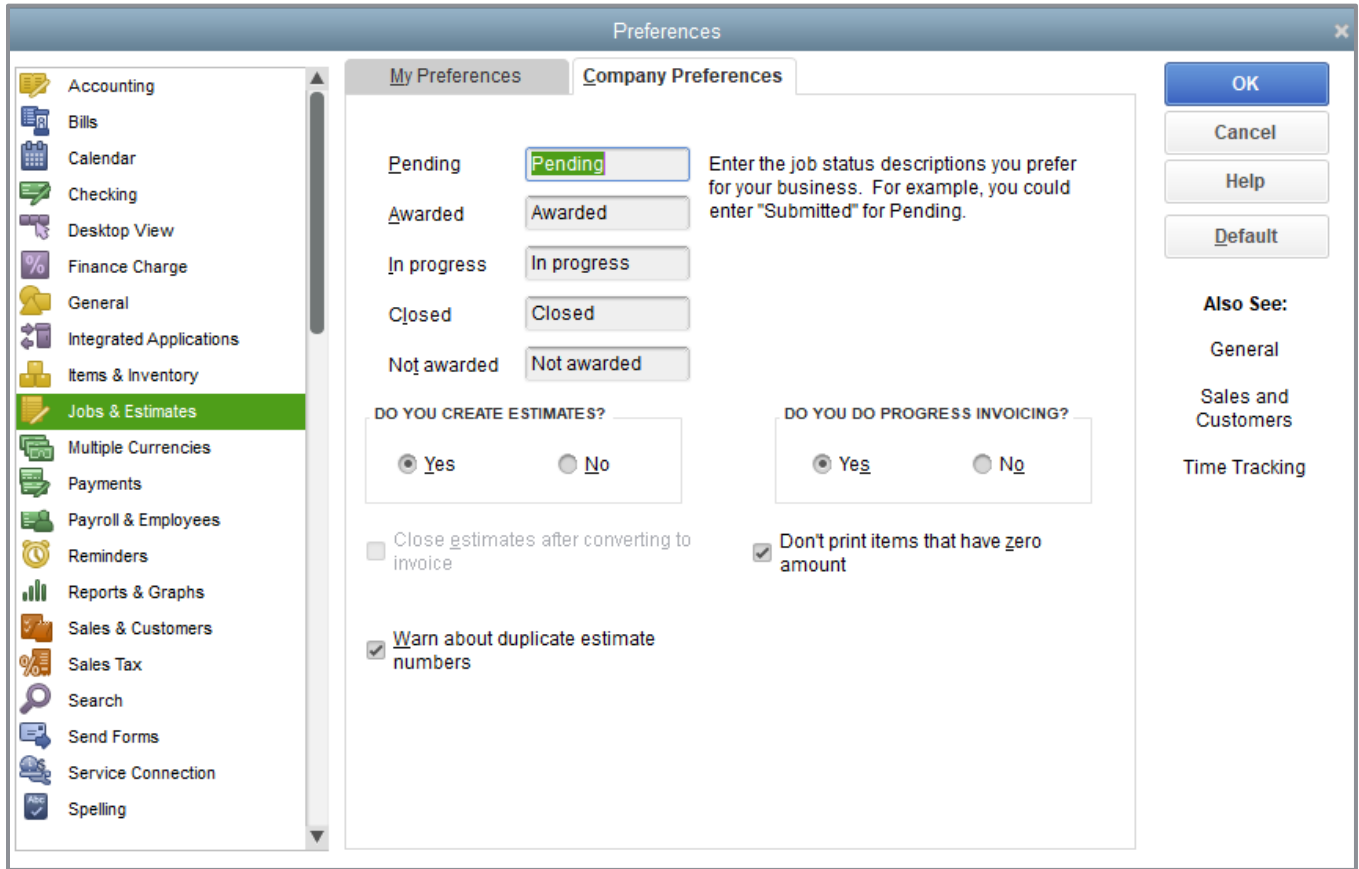 Preferences
Accounting
Bills
Calendar
Checking
Desktop View
Finance Charge
General
Integrated Applications
Items & Inventory
Jobs & Estimates
Multiple Currencies
Payments
Payroll & Employees
Reminders
Reports & Graphs
Sales & Customers
Sales Tax
Search
Send Forms
Service Connection
Abc
Spelling
My Preferences
Company Preferences
Pending Pending
Awarded Awarded
In progress In progress
Closed Closed
Not awarded Not awarded
Enter the job status descriptions you prefer
for your business. For example, you could
enter "Submitted" for Pending.
DO YOU CREATE ESTIMATES?
Yes No
DO YOU DO PROGRESS INVOICING?
Yes No
Close estimates after converting to
invoice
Don't print items that have zero
amount
Warn about duplicate estimate
numbers
OK
Cancel
Help
Default
Also See:
General
Sales and
Customers
Time Tracking